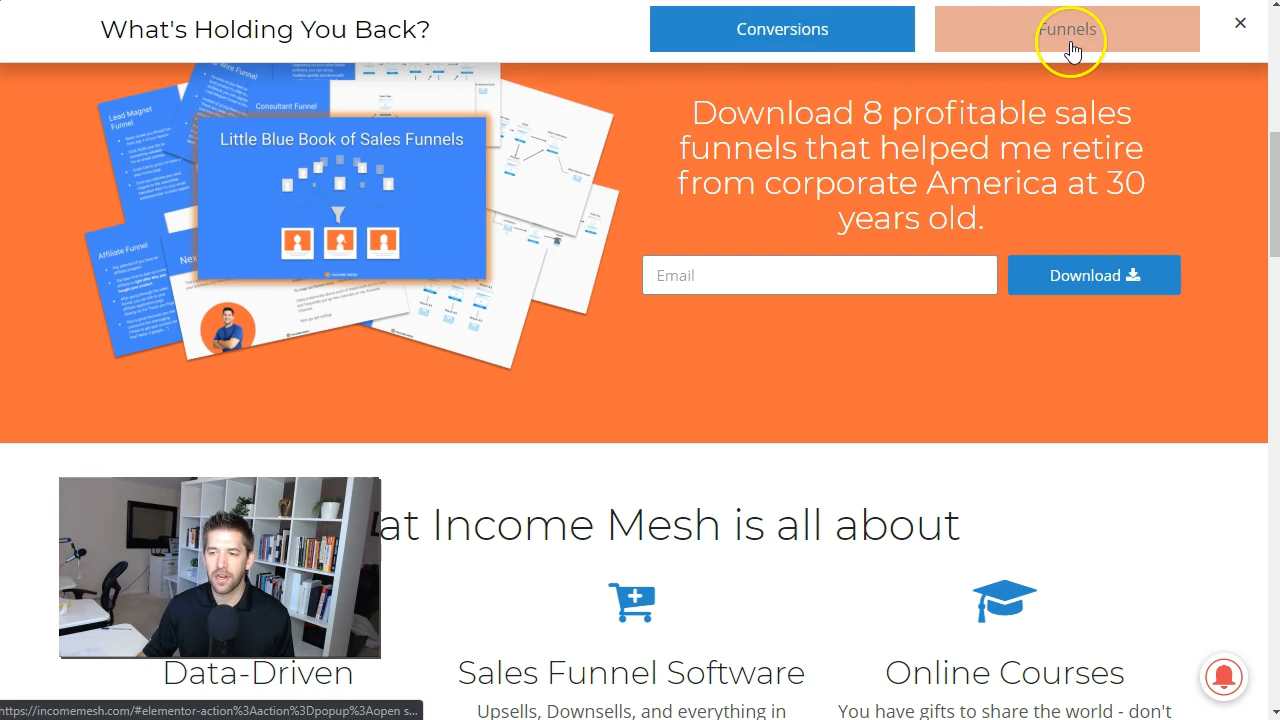 What's Holding You Back?
Conversions
Funnels
Lead Magnet
Funnel
Wire Funnel
Consultant Funnel
Little Blue Book of Sales Funnels
Affiliate Funnel
Nex
Download 8 profitable sales
funnels that helped me retire
from corporate America at 30
years old.
Email
Download
at Income Mesh is all about
Data-Driven
Sales Funnel Software
Online Courses
Upsells, Downsells, and everything in
You have gifts to share the world - don't
https://incomemesh.com/#elementor-action%3Aaction%3Dpopup%3Aopen s...